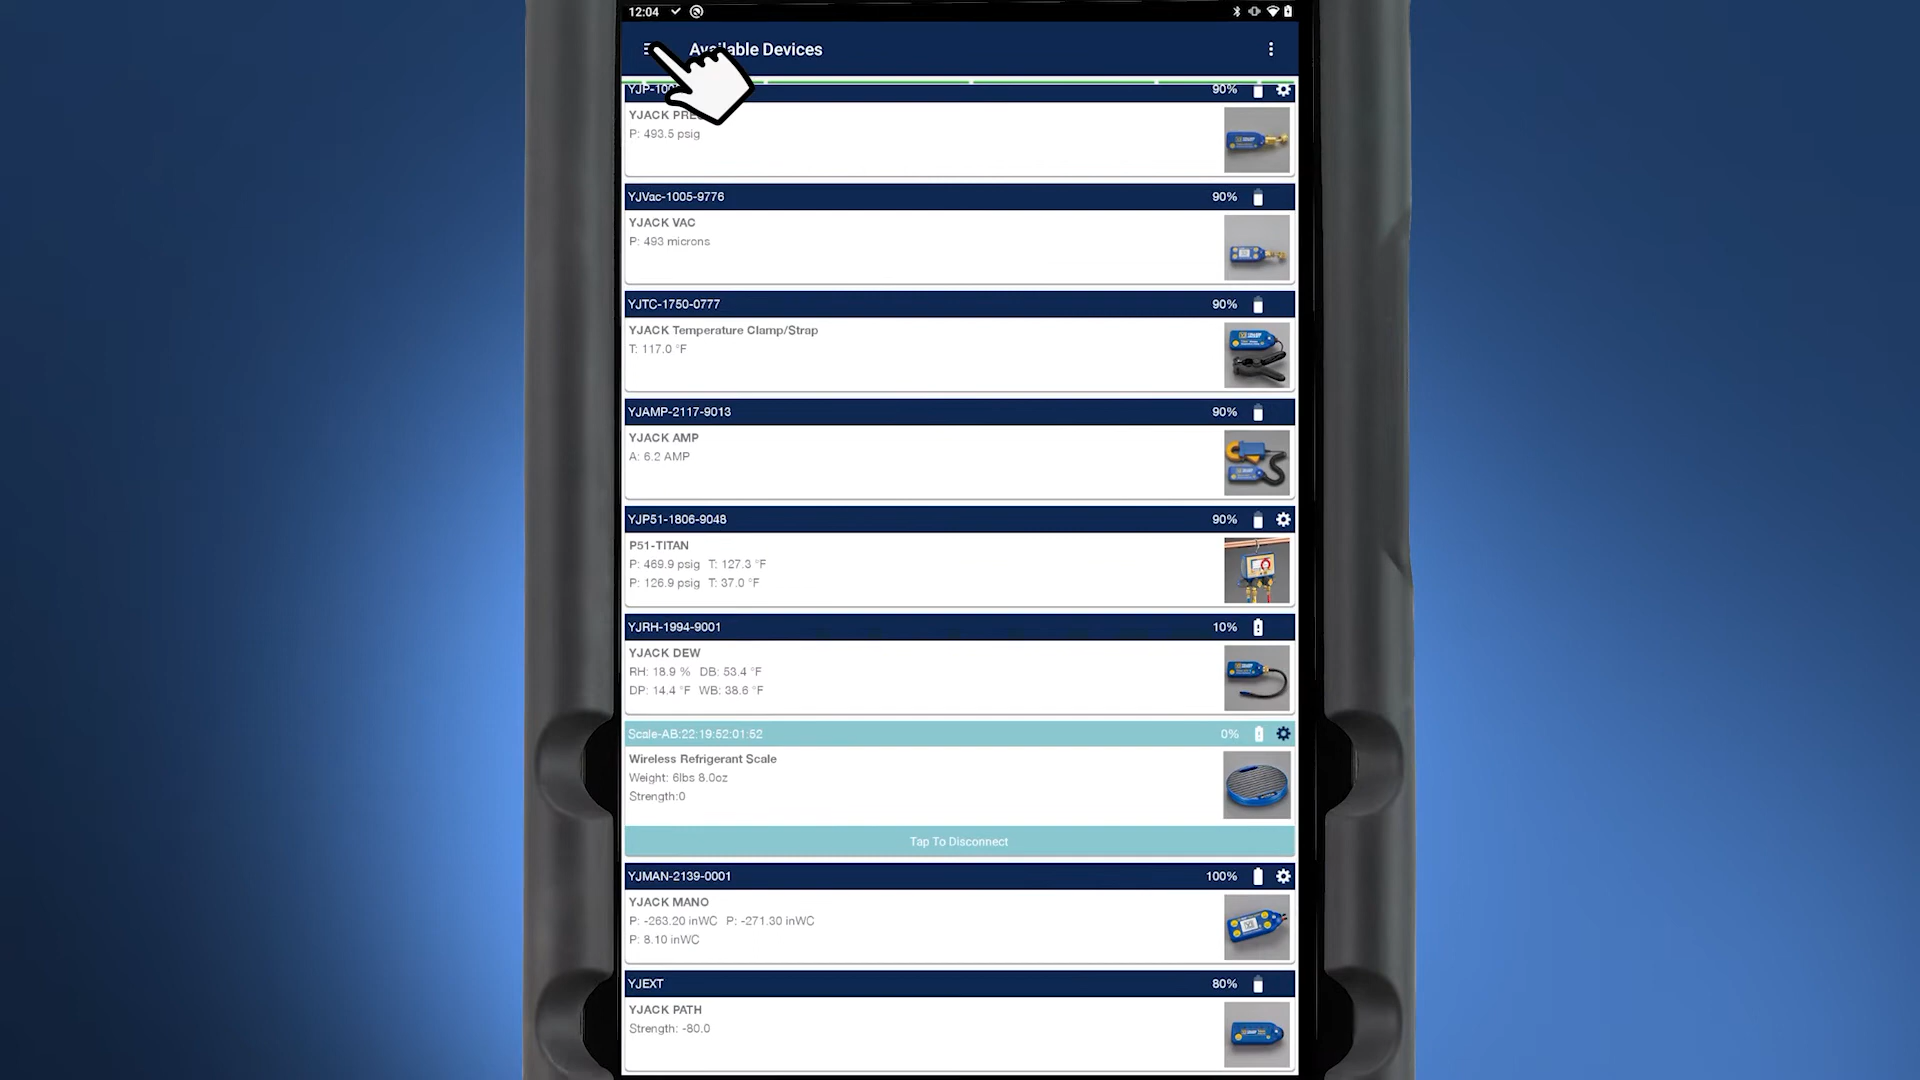 12:04
Available Devices
90%
YJACK
P: 493.5 psig
YJVac-1005-9776 90%
YJACK VAC
P: 493 microns
YJTC-1750-0777 90%
YJACK Temperature Clamp/Strap
T: 117.0 °F
YJAMP-2117-9013 90%
YJACK AMP
A: 6.2 AMP
YJP51-1806-9048 90%
P51-TITAN
P: 469.9 psig T: 127.3 °F
P: 126.9 psig T: 37.0 °F
YJRH-1994-9001 10%
YJACK DEW
RH: 18.9 % DB: 53.4 °F
DP: 14.4 °F WB: 38.6 °F
Scale-AB:22:19:52:01:52 0%
Wireless Refrigerant Scale
Weight: 6lbs 8.0oz
Strength:0
Tap To Disconnect
YJMAN-2139-0001 100%
YJACK MANO
P: -263.20 inWC P: -271.30 inWC
P: 8.10 inWC
YJEXT 80%
YJACK PATH
Strength: -80.0